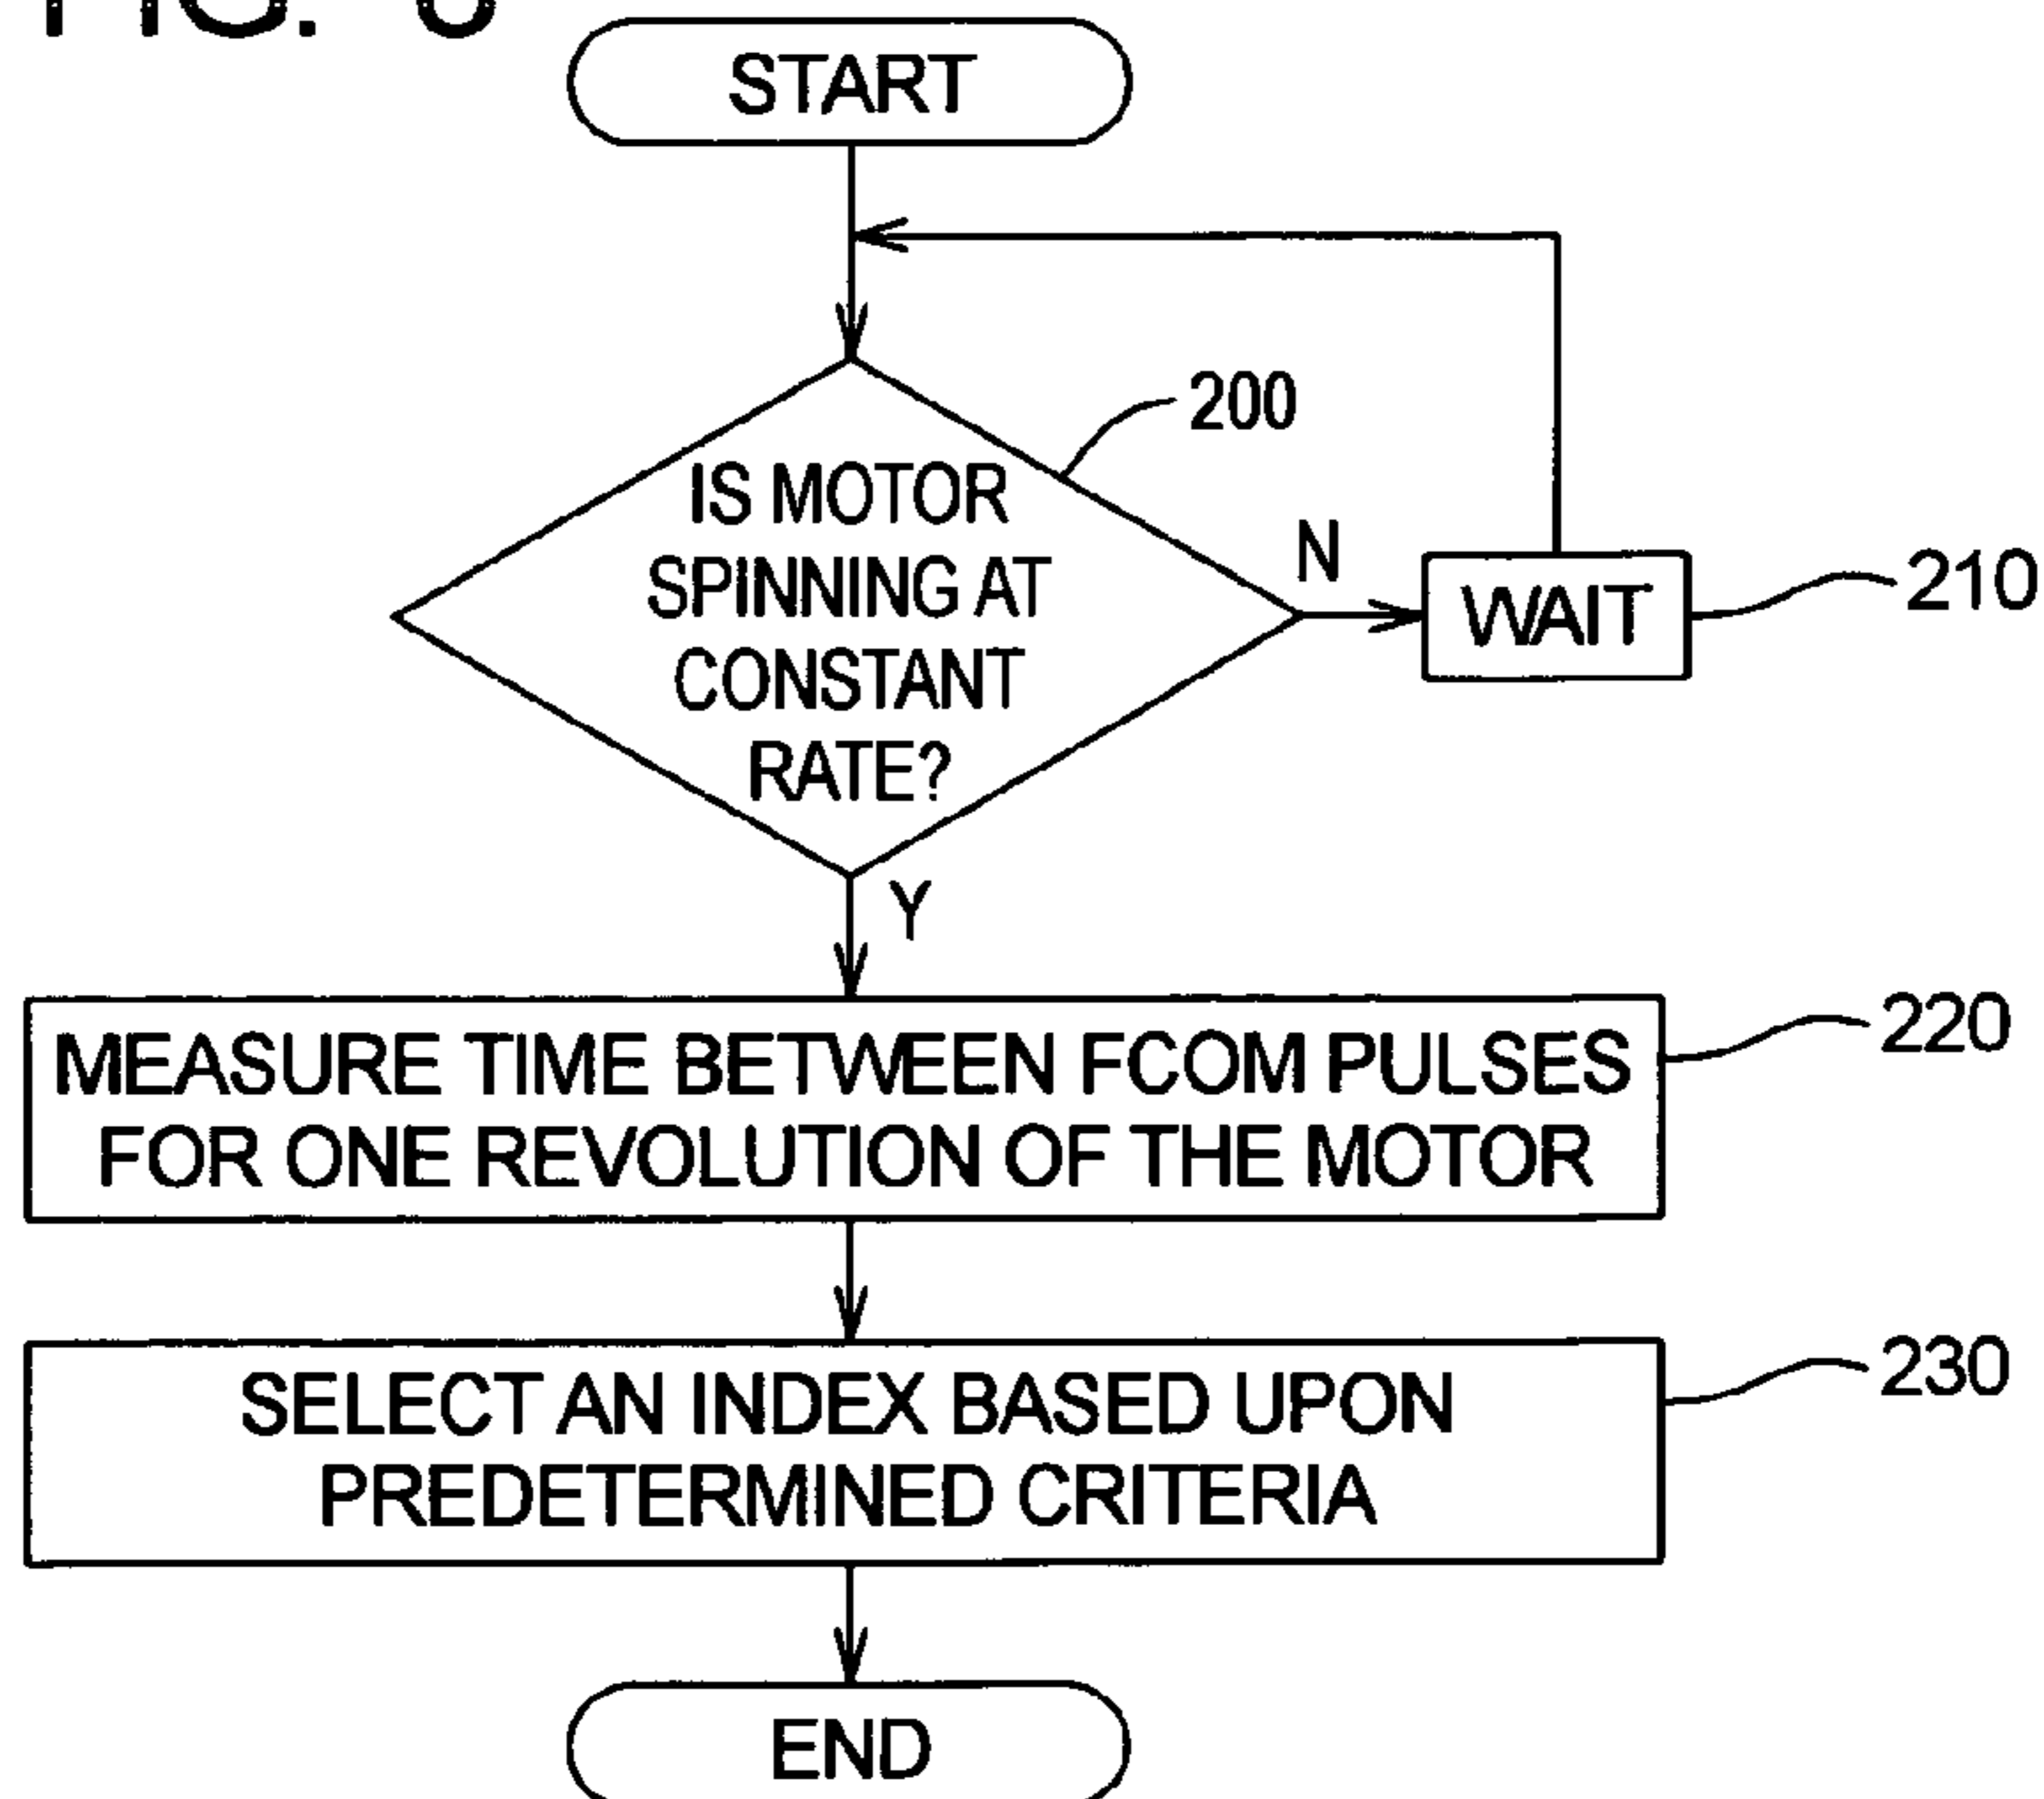 FIG.
START
200
IS MOTOR
SPINNING AT
CONSTANT
RATE?
N
WAIT
210
Y
MEASURE TIME BETWEEN FCOM PULSES
FOR ONE REVOLUTION OF THE MOTOR
220
SELECT AN INDEX BASED UPON
PREDETERMINED CRITERIA
230
END